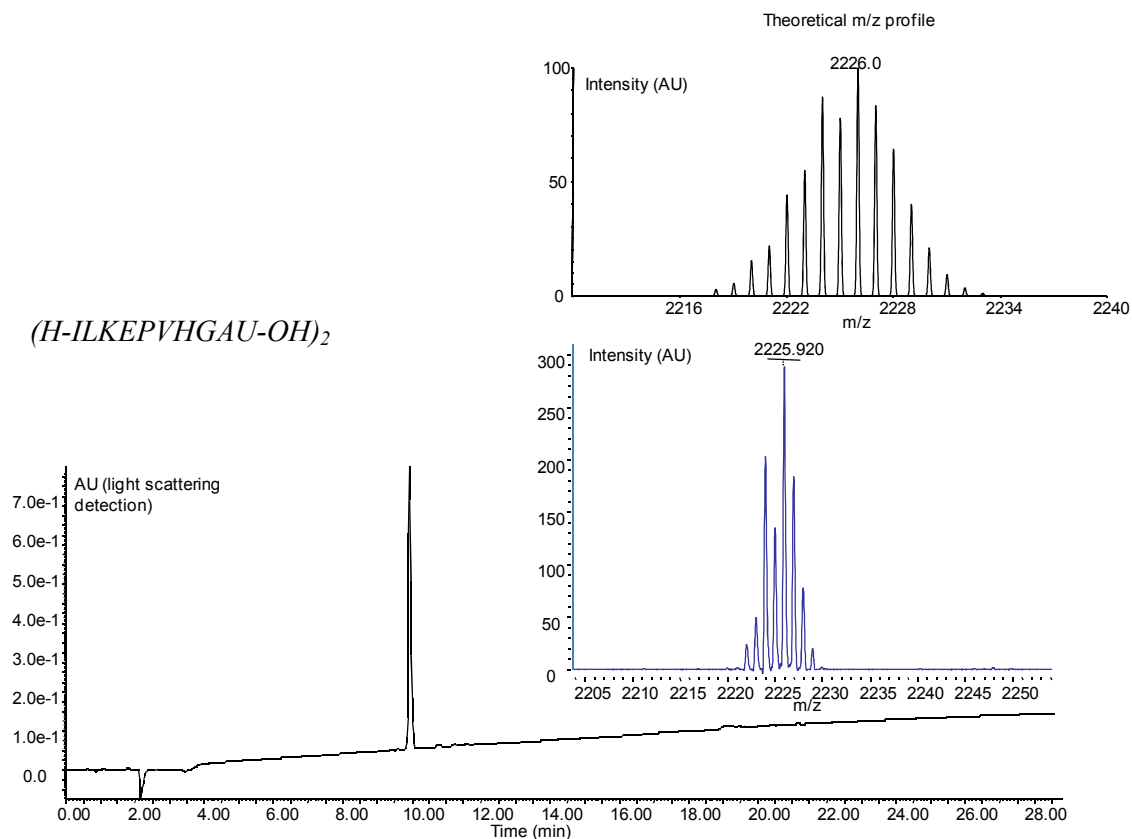 Theoretical m/z profile
2226.0
100
Intensity (AU)
50
0
2216
2222
2228
2234
2240
m/z
(H-ILKEPVHGAU-OH)2
2225.920
Intensity (AU)
300
250
200
150
100
50
0
2205
2210
2215
2220
2225
2230
2235
2240
2245
2250
m/z
AU (light scattering
detection)
7.0e-1
6.0e-1
5.0e-1
4.0e-1
3.0e-1
2.0e-1
1.0e-1
0.0
0.00
2.00
4.00
6.00
8.00
10.00
12.00
14.00
16.00
18.00
20.00
22.00
24.00
26.00
28.00
Time (min)